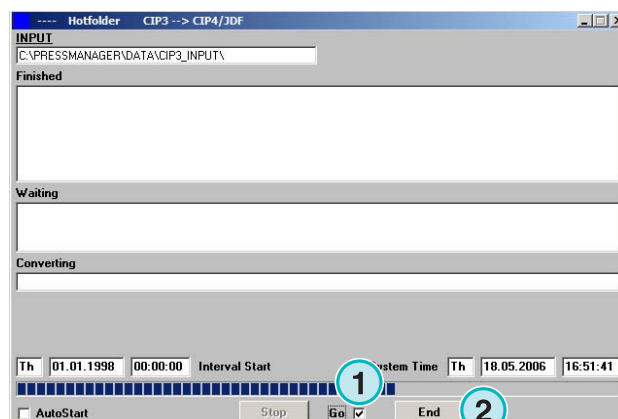 ---- Hotfolder CIP3 --> CIP4/JDF
INPUT
C:\PRESSMANAGER\DATA\CIP3_INPUT\
Finished
Waiting
Converting
Th 01.01.1998 00:00:00 Interval Start Time Th 18.05.2006 16:51:41
1
AutoStart Stop Go End 2